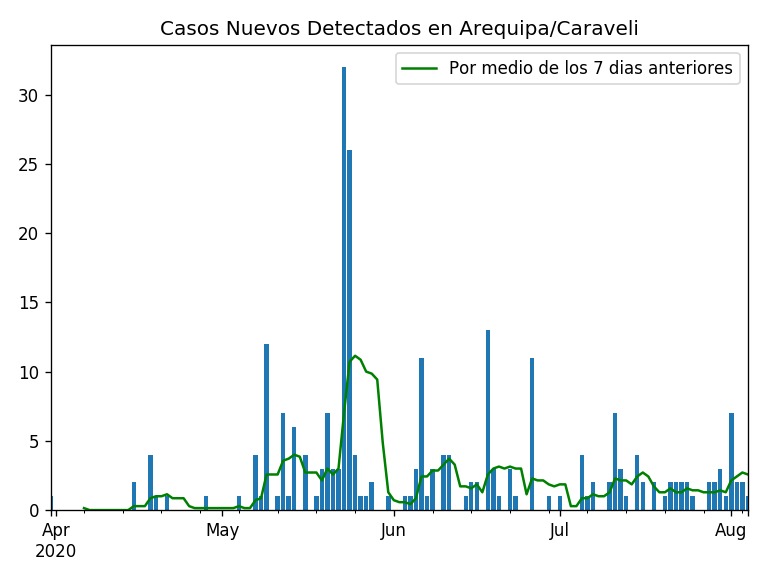 Casos Nuevos Detectados en Arequipa/Caraveli
Por medio de los 7 dias anteriores
30
25
20
15
10
5
0
Apr May Jun Jul Aug
2020